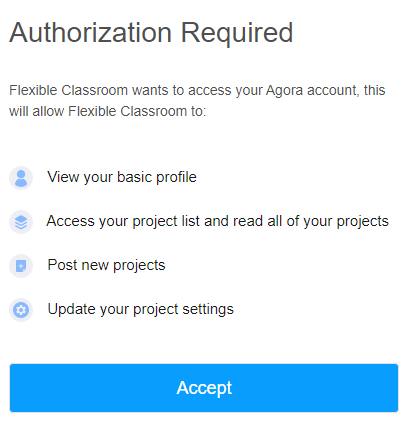 Authorization Required
Flexible Classroom wants to access your Agora account, this
will allow Flexible Classroom to:
View your basic profile
Access your project list and read all of your projects
Post new projects
Update your project settings
Accept